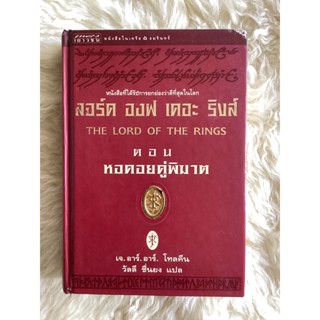 หนังสือที่ได้รับการยกย่องว่าดีที่สุดในโลก
ลอร์ด ออฟ เดอะ ริงส์
THE LORD OF THE RINGS
ตอน
หอคอยคู่พิฆาต
เจ. อาร์. อาร์. โทลคีน
วัลลี ชื่นยง แปล